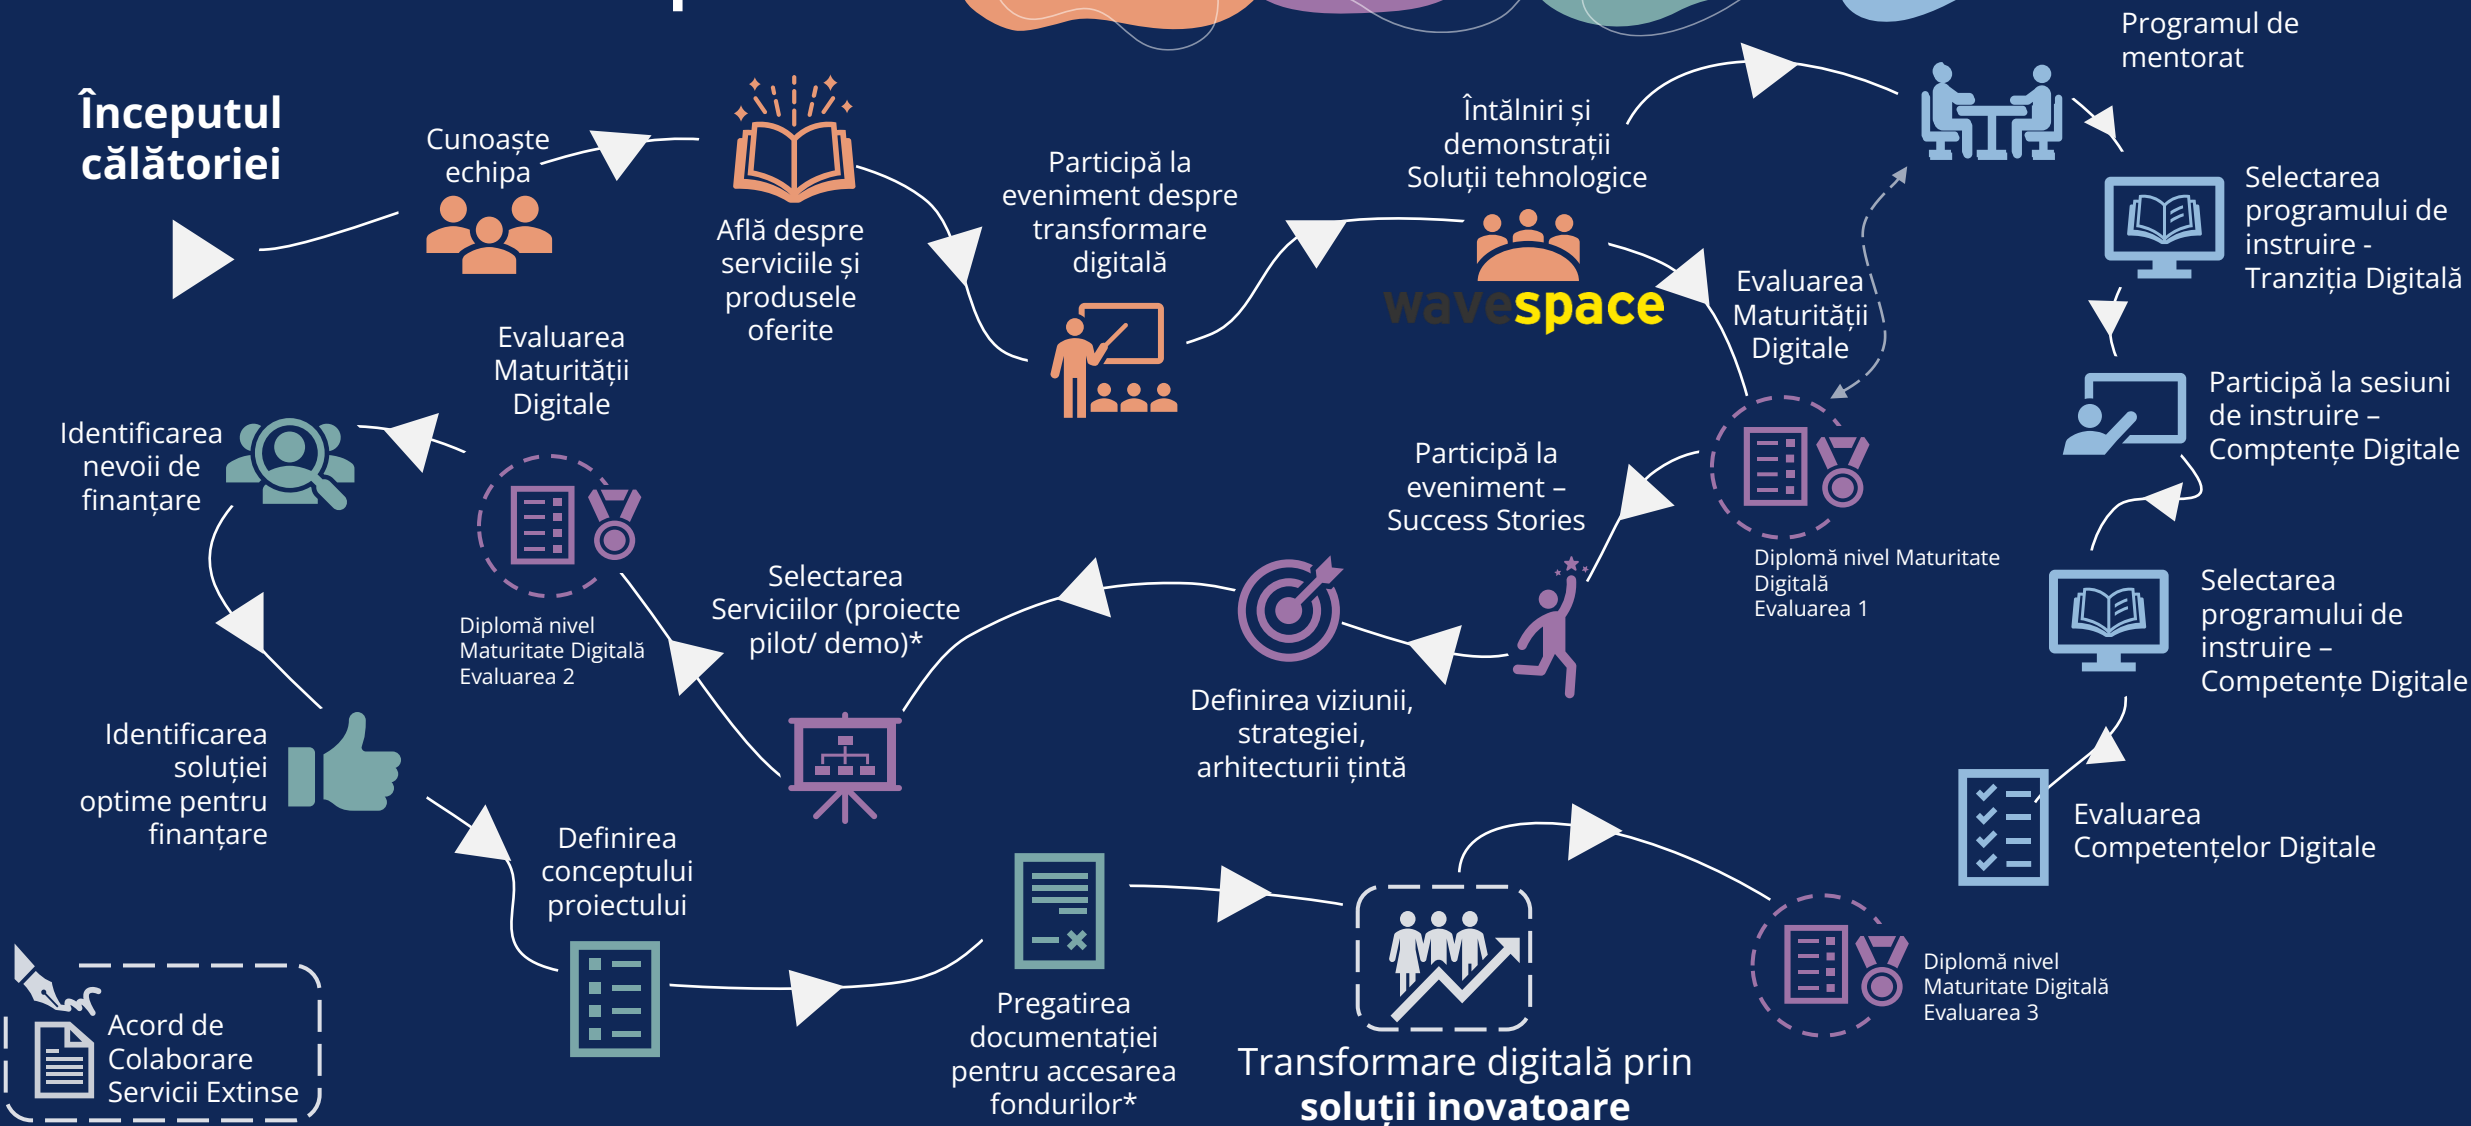 Începutul
călătoriei
Cunoaște
echipa
Află despre
serviciile și
produsele
oferite
Participă la
eveniment despre
transformare
digitală
Întâlniri și
demonstrații
Soluții tehnologice
wavespace
Programul de
mentorat
Selectarea
programului de
instruire -
Tranziția Digitală
Participă la sesiuni
de instruire –
Comptențe Digitale
Selectarea
programului de
instruire –
Competențe Digitale
Evaluarea
Competențelor Digitale
Evaluarea
Maturității
Digitale
Diplomă nivel Maturitate
Digitală
Evaluarea 1
Participă la
eveniment –
Success Stories
Definirea viziunii,
strategiei,
arhitecturii țintă
Selectarea
Serviciilor (proiecte
pilot/ demo)*
Evaluarea
Maturității
Digitale
Diplomă nivel
Maturitate Digitală
Evaluarea 2
Identificarea
nevoii de
finanțare
Identificarea
soluției
optime pentru
finanțare
Definirea
conceptului
proiectului
Pregatirea
documentației
pentru accesarea
fondurilor*
Transformare digitală prin
soluții inovatoare
Diplomă nivel
Maturitate Digitală
Evaluarea 3
Acord de
Colaborare
Servicii Extinse